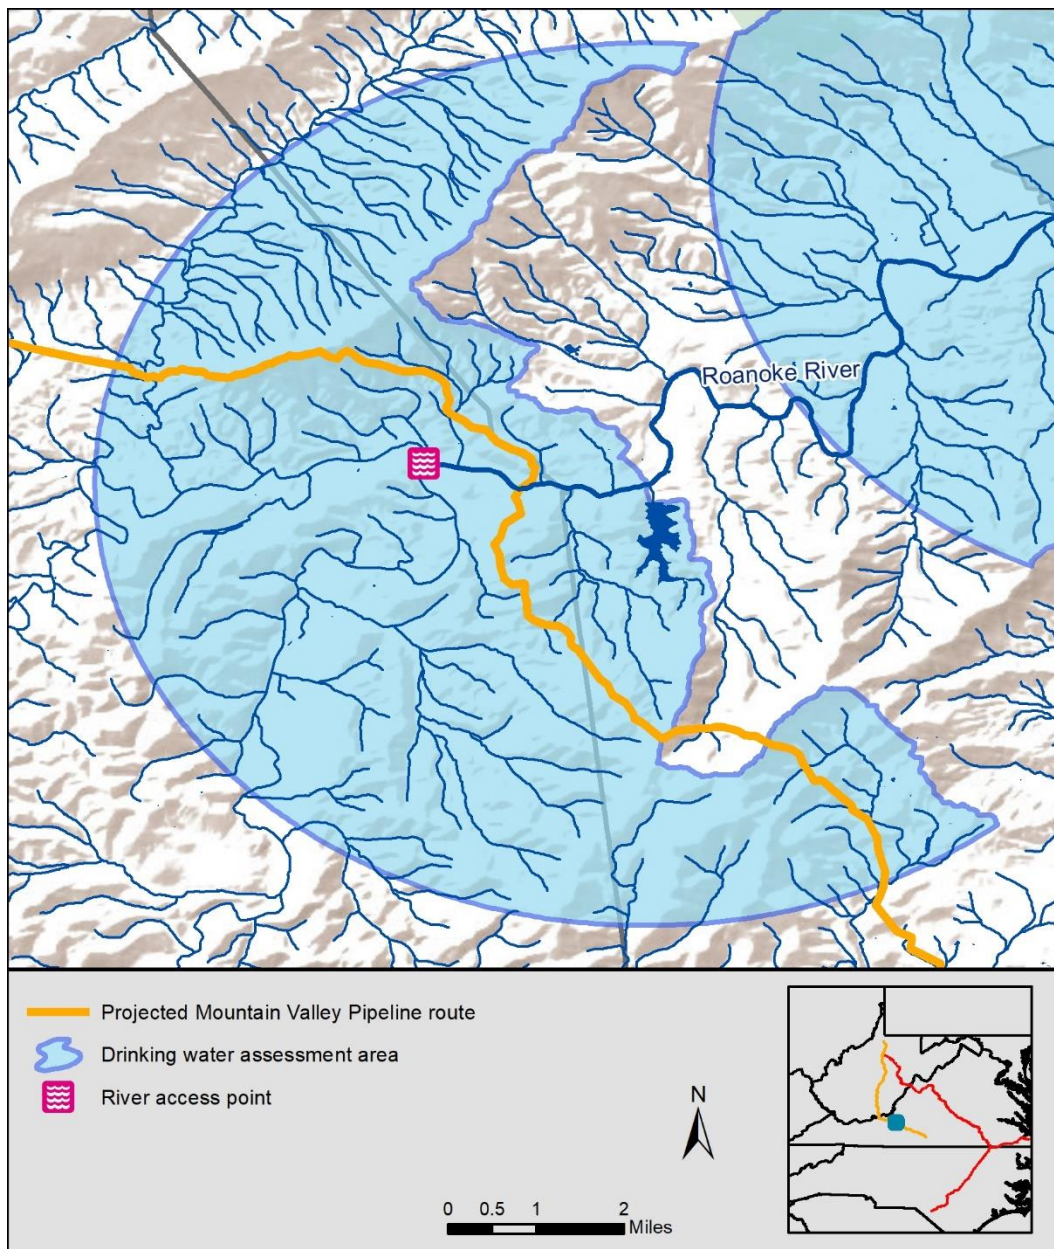 Roanoke River
Projected Mountain Valley Pipeline route
Drinking water assessment area
River access point
N
0 0.5 1 2
Miles